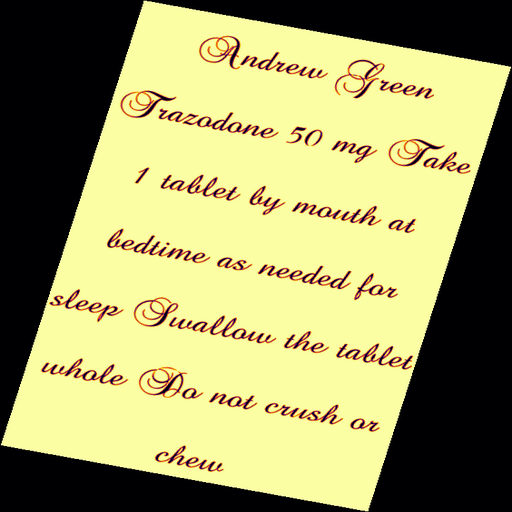 Andrew Green
Trazodone 50 mg Take
1 tablet by mouth at
bedtime as needed for
sleep Swallow the tablet
whole Do not crush or
chew